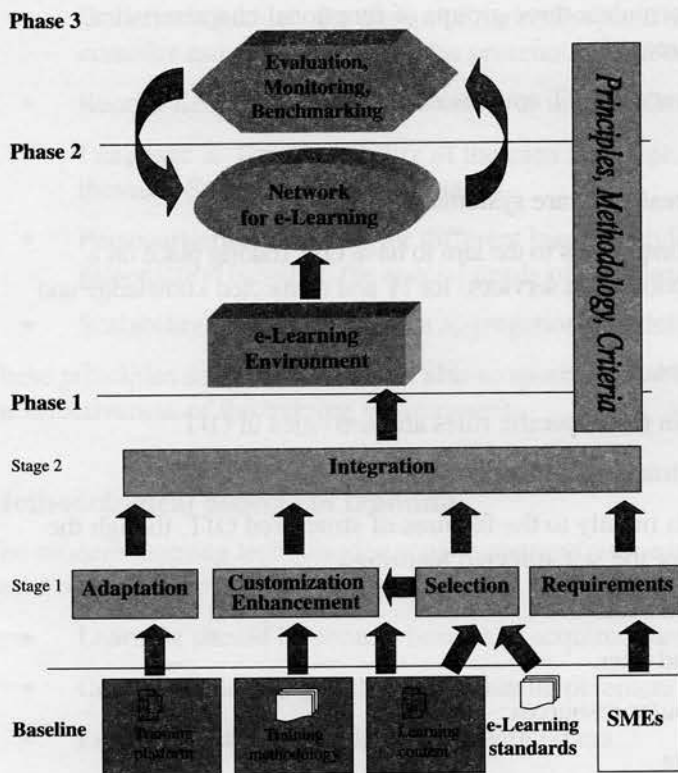 Phase 3
Evaluation,
Monitoring,
Benchmarking
Phase 2
Network
for e-Learning
e-Learning
Environment
Principles, Methodology, Criteria
Phase 1
Stage 2
Integration
Stage 1
Adaptation
Customization
Enhancement
Selection
Requirements
Baseline
Training
platform
Training
methodology
Learning
content
e-Learning
standards
SMEs